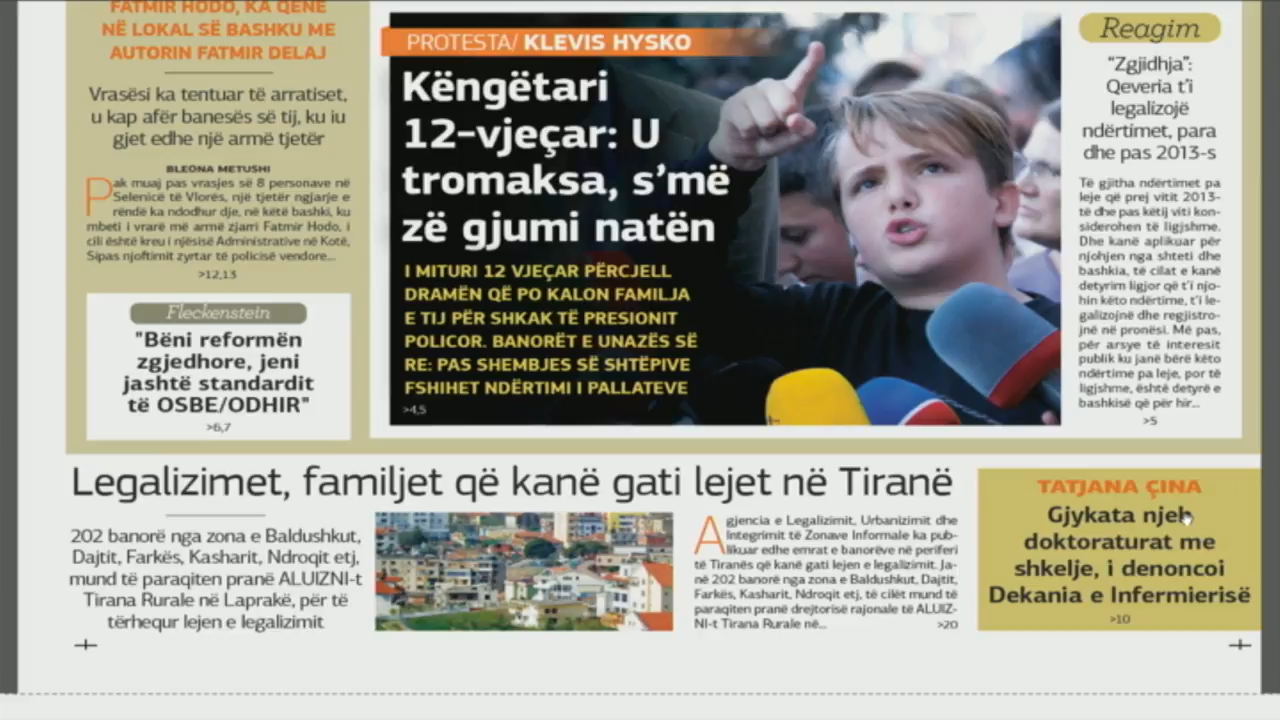 FATMIR HODO, KA QENË
NË LOKAL SË BASHKU ME
AUTORIN FATMIR DELAJ
Vrasësi ka tentuar të arratiset,
u kap afër banesës së tij, ku iu
gjet edhe një armë tjetër
BLEONA METUSHI
Pak muaj pas vrasjes së 8 personave në
Selenicë të Vlorës, një tjetër ngjarje e
rëndë ka ndodhur dje, në këtë bashki, ku
mbeti i vrarë më armë zjarri Fatmir Hodo, i
cili është kreu i njësisë Administrative në Kotë,
Sipas njoftimit zyrtar të policisë vendore...
>12,13
Fleckenstein
"Bëni reformën
zgjedhore, jeni
jashtë standardit
të OSBE/ODHIR"
>6,7
PROTESTA/ KLEVIS HYSKO
Këngëtari
12-vjeçar: U
tromaksa, s'më
zë gjumi natën
I MITURI 12 VJEÇAR PËRCJELL
DRAMËN QË PO KALON FAMILJA
E TIJ PËR SHKAK TË PRESIONIT
POLICOR. BANORËT E UNAZËS SË
RE: PAS SHEMBJES SË SHTËPIVE
FSHIHET NDËRTIMI I PALLATEVE
>4,5
Reagim
"Zgjidhja":
Qeveria t'i
legalizojë
ndërtimet, para
dhe pas 2013-s
Të gjitha ndërtimet pa
leje që prej vitit 2013-
të dhe pas këtij viti kon-
siderohen të ligjshme.
Dhe kanë aplikuar për
njohjen nga shteti dhe
bashkia, të cilat e kanë
detyrim ligjor që t'i njo-
hin këto ndërtime, t'i le-
galizojnë dhe regjistro-
jnë në pronësi. Më pas,
për arsye të interesit
publik ku janë bërë këto
ndërtime pa leje, por të
ligjshme, është detyrë e
bashkisë që për hir...
>5
Legalizimet, familjet që kanë gati lejet në Tiranë
202 banorë nga zona e Baldushkut,
Dajtit, Farkës, Kasharit, Ndroqit etj,
mund të paraqiten pranë ALUIZNI-t
Tirana Rurale në Laprakë, për të
tërhequr lejen e legalizimit
Agjencia e Legalizimit, Urbanizimit dhe
Integrimit të Zonave Informale ka pub-
likuar edhe emrat e banorëve në periferi
të Tiranës që kanë gati lejen e legalizimit. Ja-
në 202 banorë nga zona e Baldushkut, Dajtit,
Farkës, Kasharit, Ndroqit etj, të cilët mund të
paraqiten pranë drejtorisë rajonale të ALUIZ-
NI-t Tirana Rurale në... >20
TATJANA ÇINA
Gjykata njeh
doktoraturat me
shkelje, i denoncoi
Dekania e Infermierisë
>10